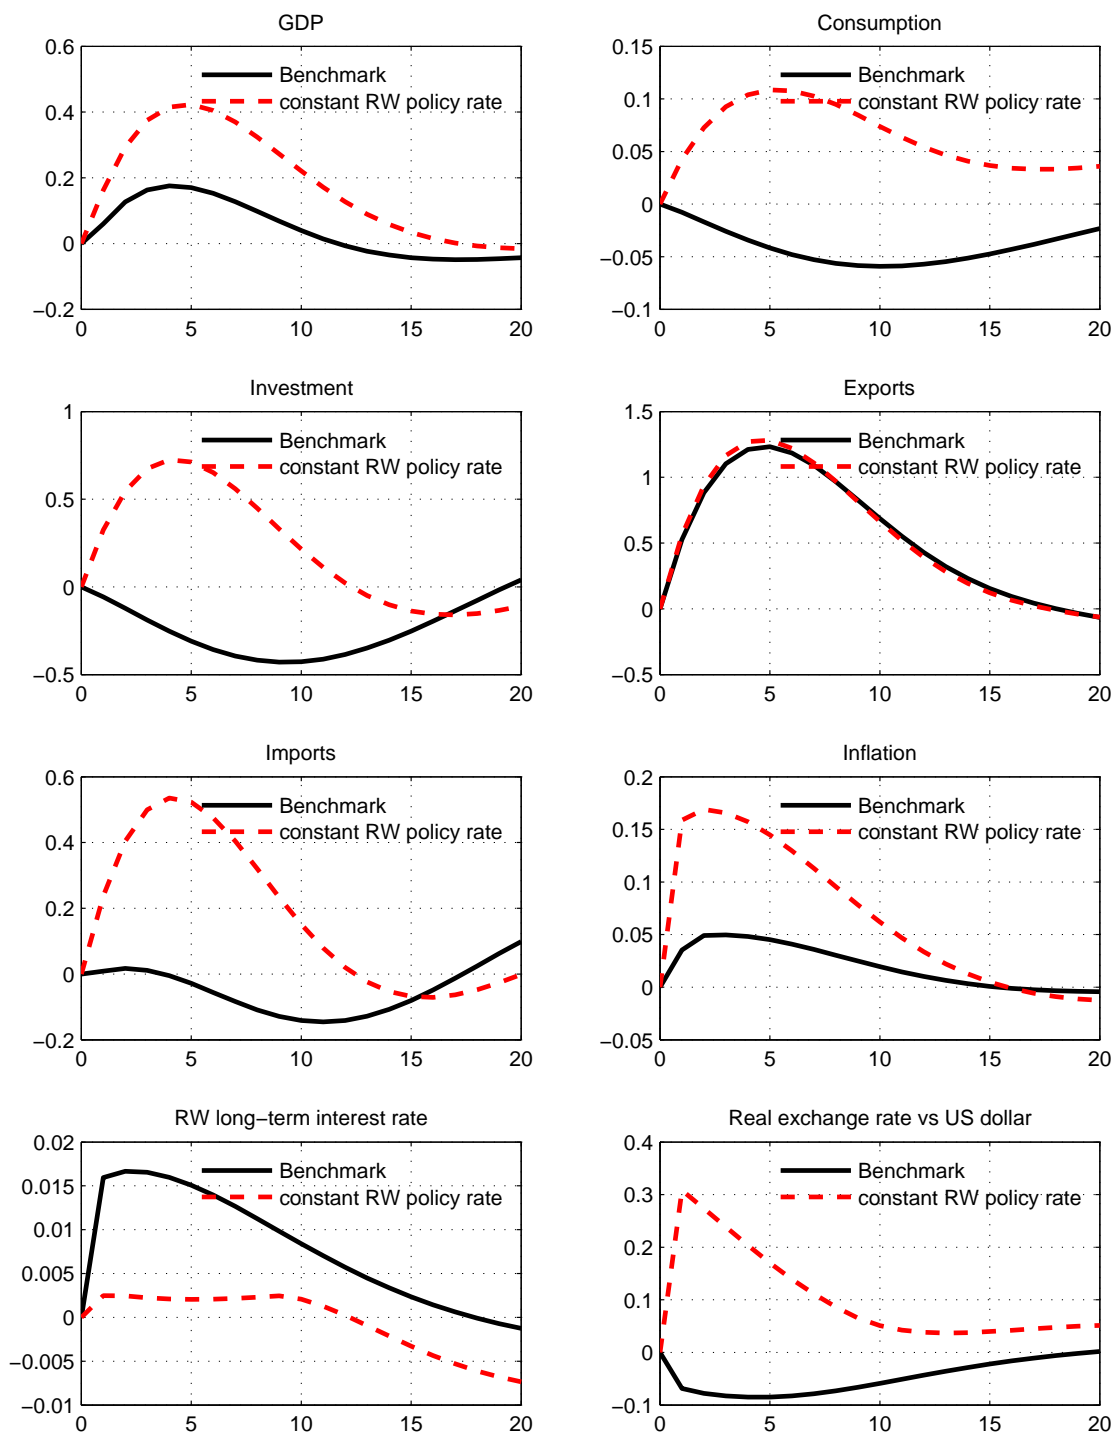 GDP
0.6
0.4
0.2
0
−0.2
0 5 10 15 20
Benchmark
constant RW policy rate
Consumption
0.15
0.1
0.05
0
−0.05
−0.1
0 5 10 15 20
Benchmark
constant RW policy rate
Investment
1
0.5
0
−0.5
0 5 10 15 20
Benchmark
constant RW policy rate
Exports
1.5
1
0.5
0
−0.5
0 5 10 15 20
Benchmark
constant RW policy rate
Imports
0.6
0.4
0.2
0
−0.2
0 5 10 15 20
Benchmark
constant RW policy rate
Inflation
0.2
0.15
0.1
0.05
0
−0.05
0 5 10 15 20
Benchmark
constant RW policy rate
RW long−term interest rate
0.02
0.015
0.01
0.005
0
−0.005
−0.01
0 5 10 15 20
Benchmark
constant RW policy rate
Real exchange rate vs US dollar
0.4
0.3
0.2
0.1
0
−0.1
0 5 10 15 20
Benchmark
constant RW policy rate